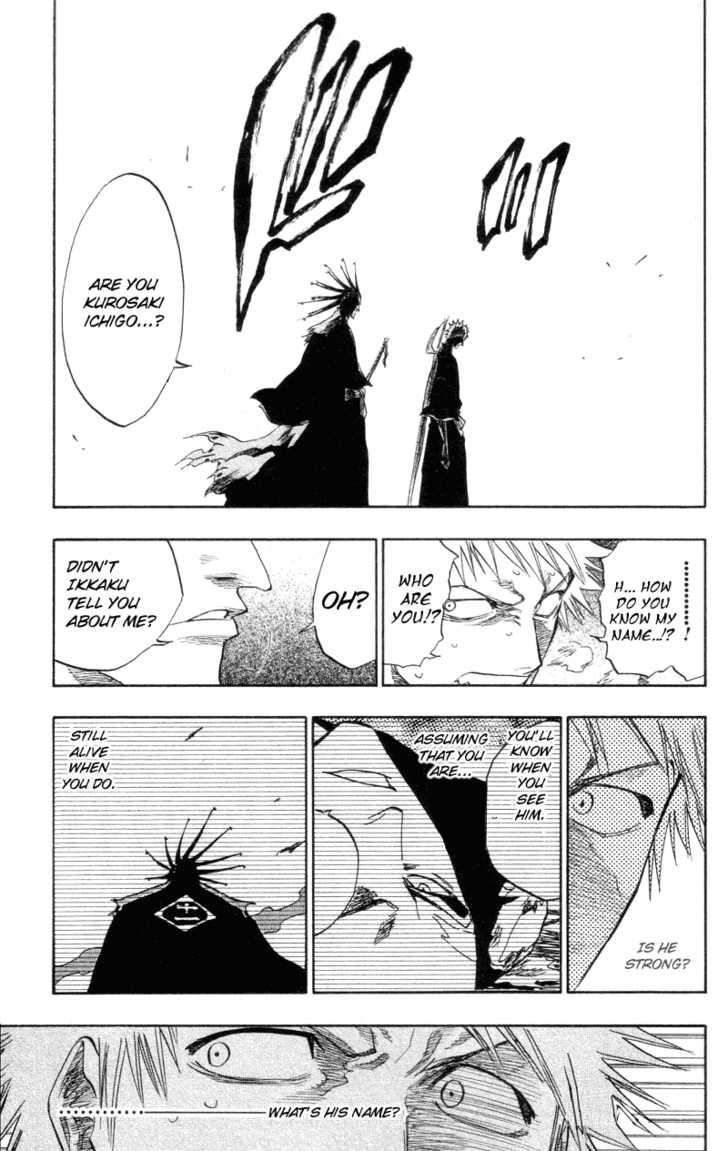 ARE YOU
KUROSAKI
ICHIGO...?
H... HOW
DO YOU
KNOW MY
NAME...!?
WHO
ARE
YOU!?
OH?
DIDN'T
IKKAKU
TELL YOU
ABOUT ME?
IS HE
STRONG?
YOU'LL
KNOW
WHEN
YOU
SEE
HIM.
ASSUMING
THAT YOU
ARE...
STILL
ALIVE
WHEN
YOU DO.
十一
WHAT'S HIS NAME?